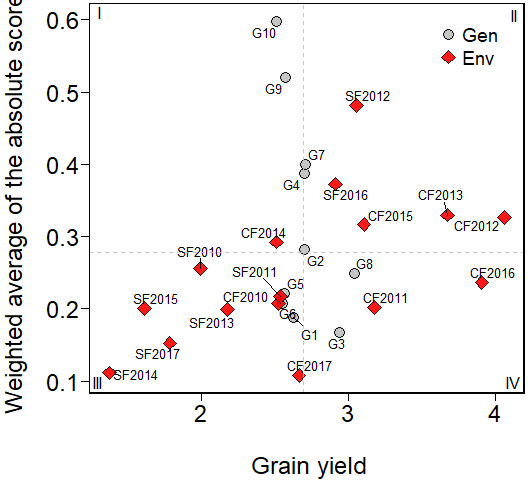 Weighted average of the absolute score
0.6
0.5
0.4
0.3
0.2
0.1
I
II
Gen
Env
G10
G9
SF2012
G7
G4
SF2016
CF2013
CF2015
CF2012
CF2014
SF2010
G2
SF2011
G8
CF2016
G5
SF2015
CF2010
SF2013
G6
CF2011
G1
G3
SF2017
CF2017
SF2014
III
IV
2
3
4
Grain yield